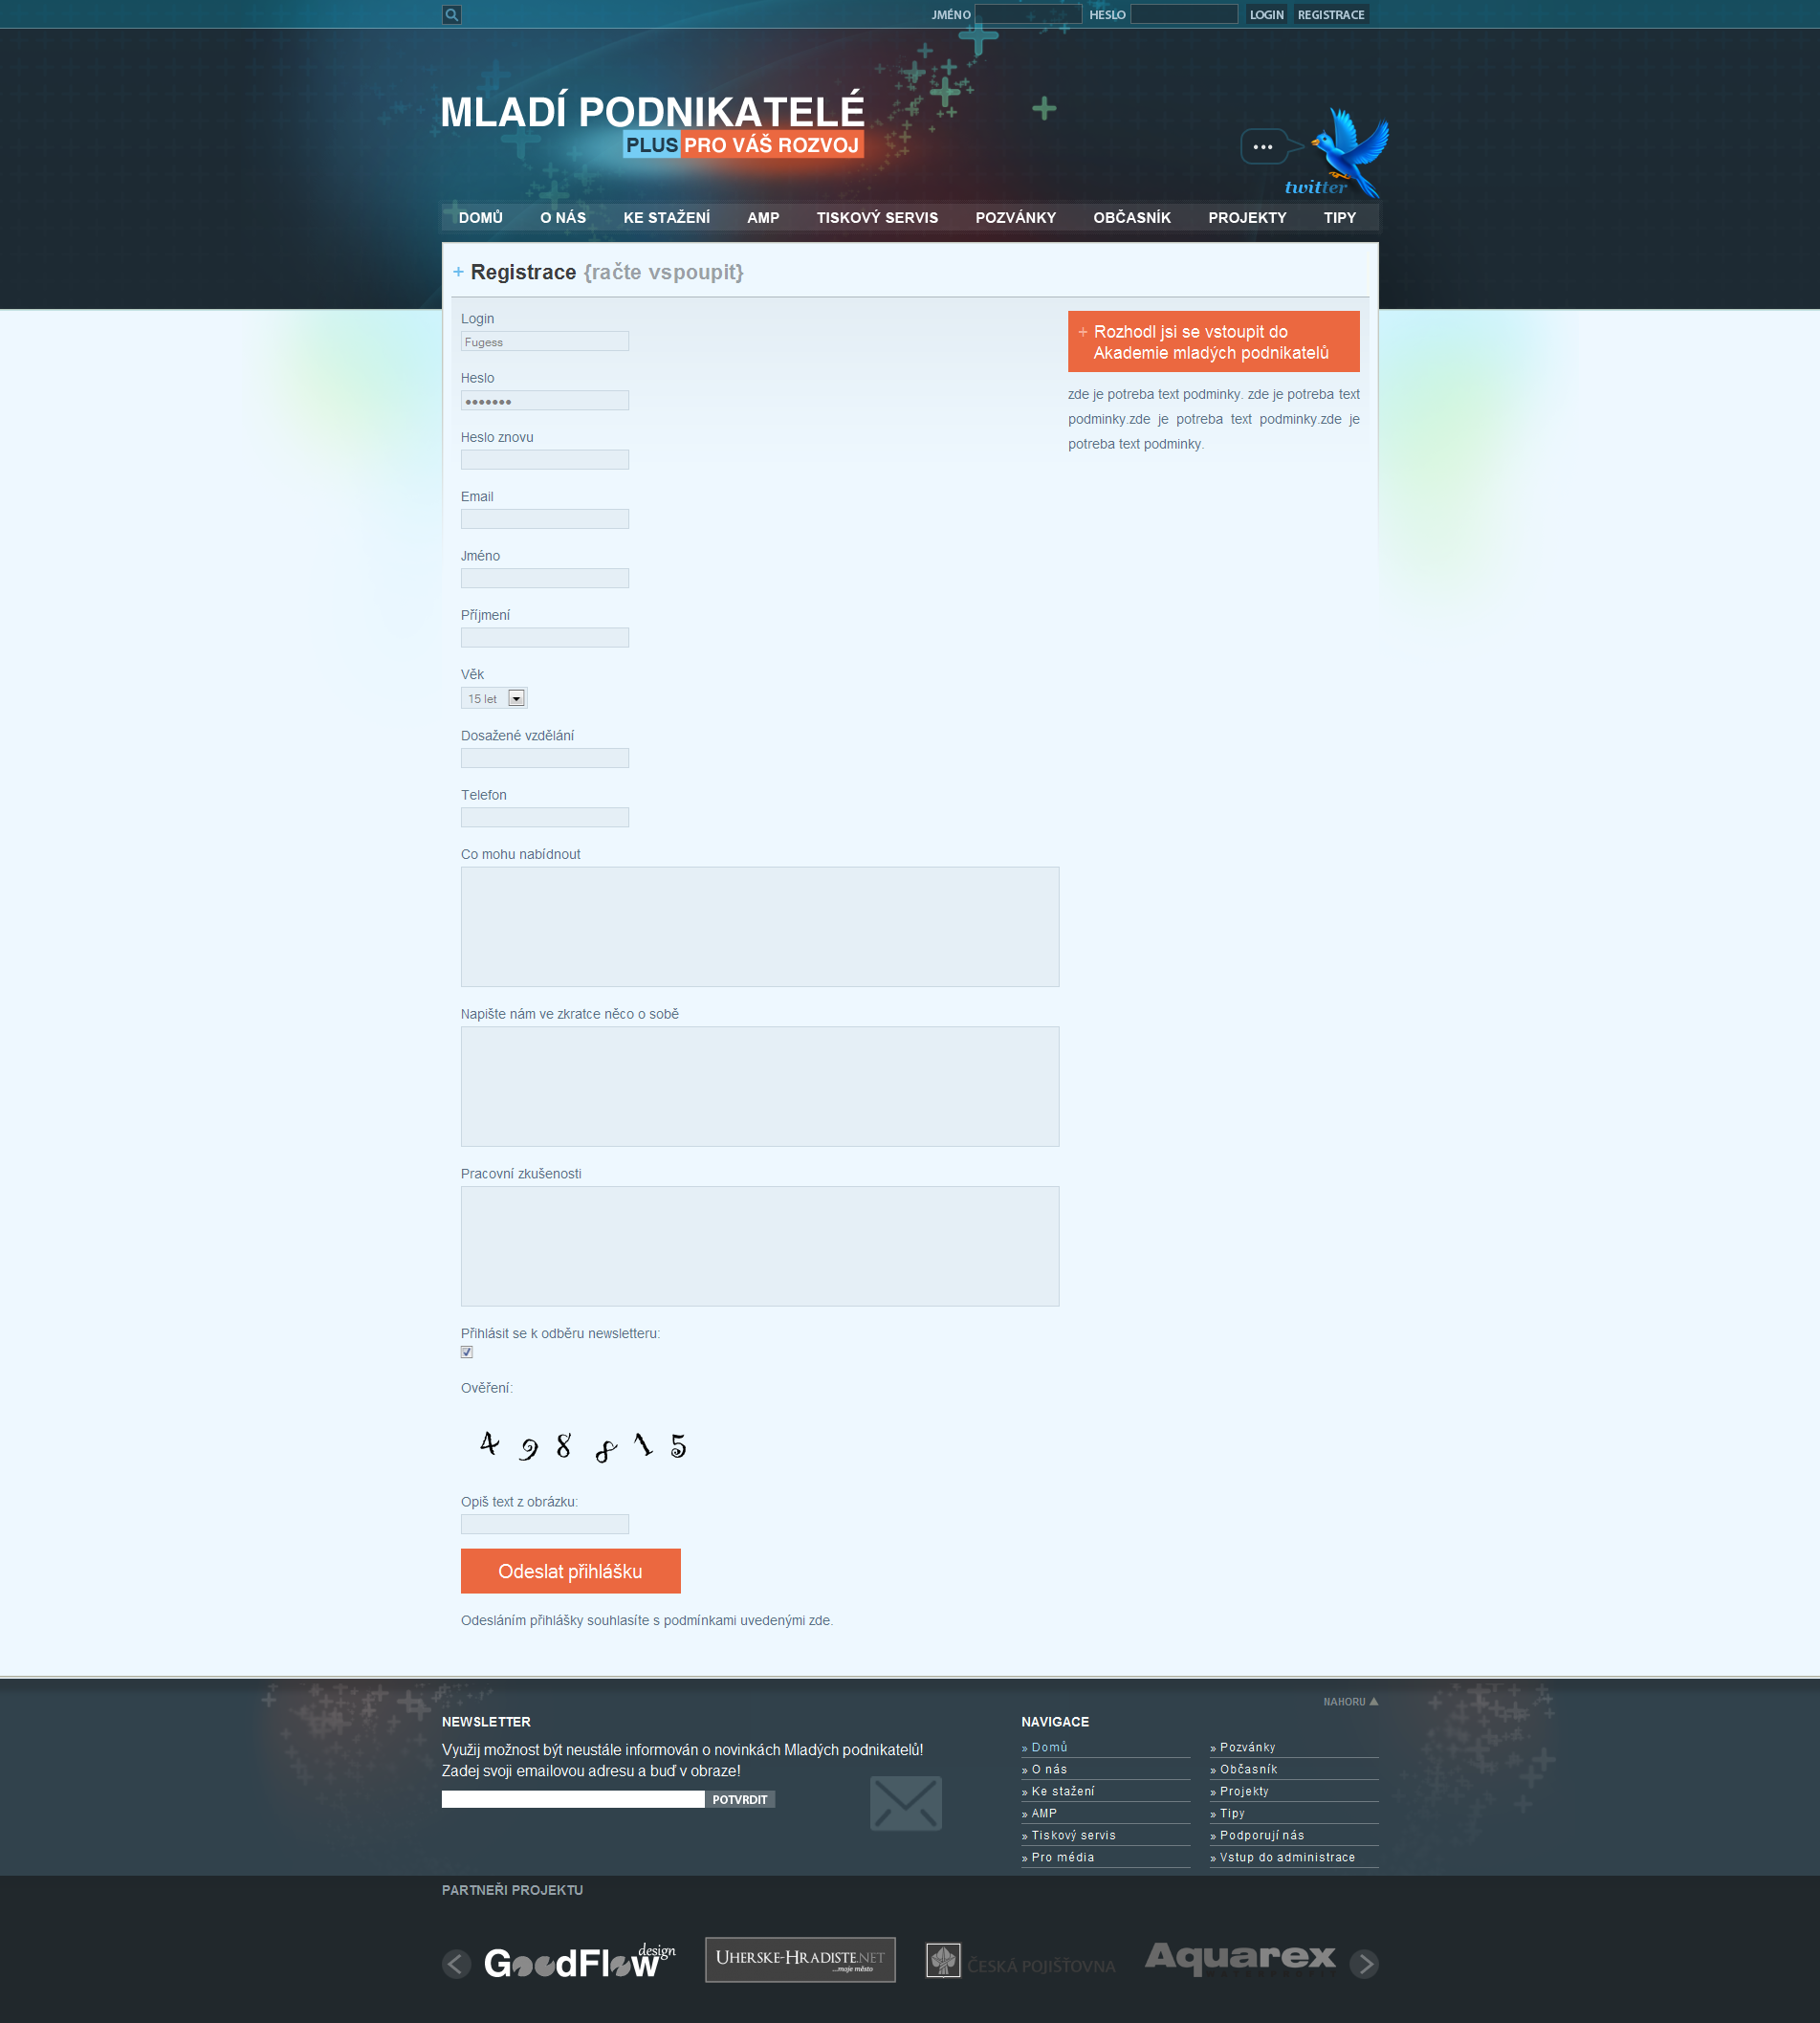 JMÉNO HESLO LOGIN REGISTRACE
MLADÍ PODNIKATELÉ
PLUS PRO VÁŠ ROZVOJ
...
twitter
DOMŮ O NÁS KE STAŽENÍ AMP TISKOVÝ SERVIS POZVÁNKY OBČASNÍK PROJEKTY TIPY
+ Registrace {račte vspoupit}
Login
Fugess
Heslo
•••••••
Heslo znovu
Email
Jméno
Příjmení
Věk
15 let
Dosažené vzdělání
Telefon
Co mohu nabídnout
Napište nám ve zkratce něco o sobě
Pracovní zkušenosti
Přihlásit se k odběru newsletteru:
Ověření:
4 9 8 8 1 5
Opiš text z obrázku:
Odeslat přihlášku
Odesláním přihlášky souhlasíte s podmínkami uvedenými zde.
+ Rozhodl jsi se vstoupit do
Akademie mladých podnikatelů
zde je potreba text podminky. zde je potreba text
podminky.zde je potreba text podminky.zde je
potreba text podminky.
NAHORU
NEWSLETTER
Využij možnost být neustále informován o novinkách Mladých podnikatelů!
Zadej svoji emailovou adresu a buď v obraze!
POTVRDIT
NAVIGACE
» Domů
» O nás
» Ke stažení
» AMP
» Tiskový servis
» Pro média
» Pozvánky
» Občasník
» Projekty
» Tipy
» Podporují nás
» Vstup do administrace
PARTNEŘI PROJEKTU
GoodFlow design
UHERSKE-HRADISTE.NET
...moje město
ČESKÁ POJIŠŤOVNA
Aquarex